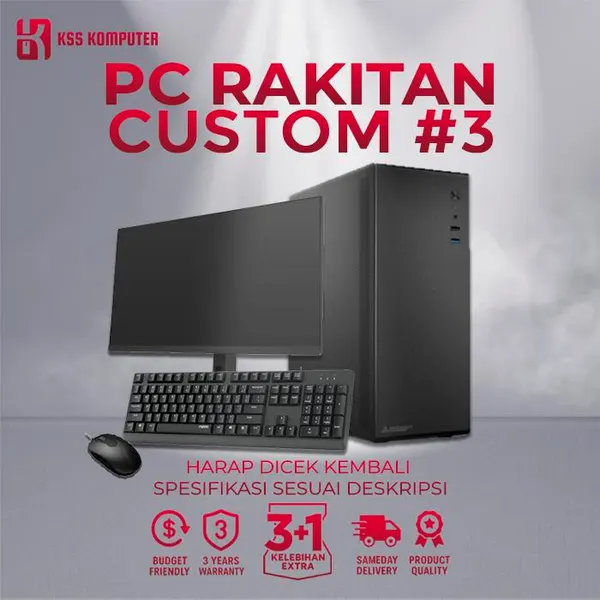 KSS KOMPUTER
PC RAKITAN
CUSTOM #3
HARAP DICEK KEMBALI
SPESIFIKASI SESUAI DESKRIPSI
$
3
3+1
KELEBIHAN
EXTRA
BUDGET
FRIENDLY
3 YEARS
WARRANTY
SAMEDAY
DELIVERY
PRODUCT
QUALITY